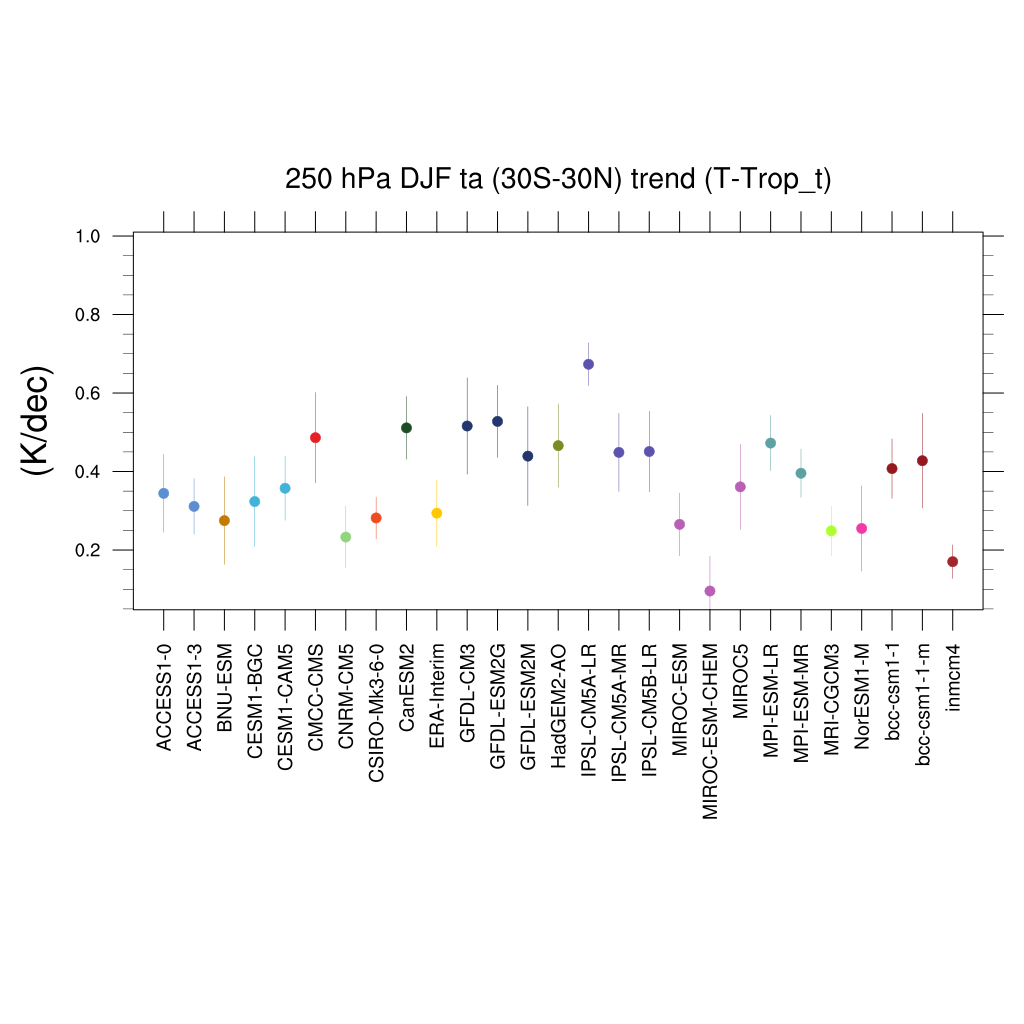 250 hPa DJF ta (30S-30N) trend (T-Trop_t)
(K/dec)
1.0
0.8
0.6
0.4
0.2
ACCESS1-0
ACCESS1-3
BNU-ESM
CESM1-BGC
CESM1-CAM5
CMCC-CMS
CNRM-CM5
CSIRO-Mk3-6-0
CanESM2
ERA-Interim
GFDL-CM3
GFDL-ESM2G
GFDL-ESM2M
HadGEM2-AO
IPSL-CM5A-LR
IPSL-CM5A-MR
IPSL-CM5B-LR
MIROC-ESM
MIROC-ESM-CHEM
MIROC5
MPI-ESM-LR
MPI-ESM-MR
MRI-CGCM3
NorESM1-M
bcc-csm1-1
bcc-csm1-1-m
inmcm4